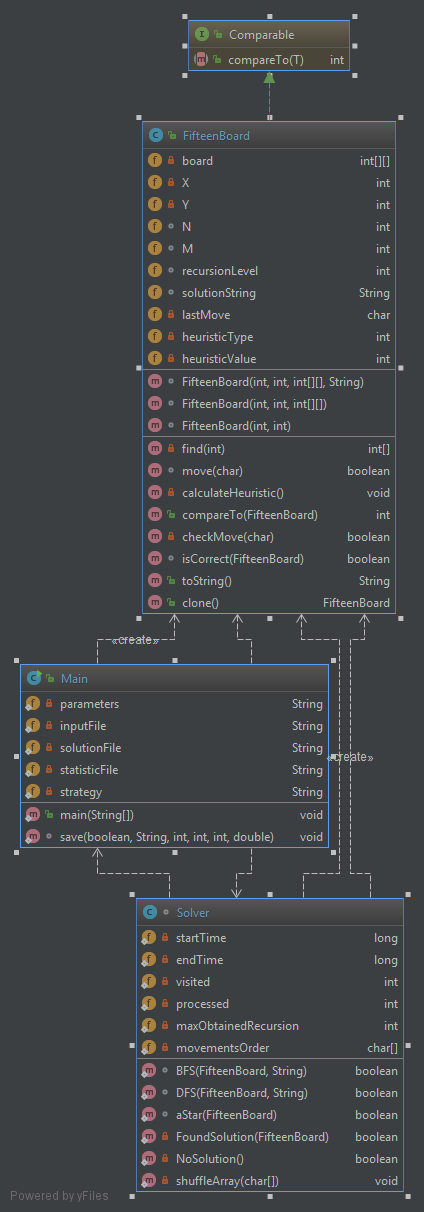 Comparable
compareTo(T) int
FifteenBoard
board int[][]
X int
Y int
N int
M int
recursionLevel int
solutionString String
lastMove char
heuristicType int
heuristicValue int
FifteenBoard(int, int, int[][], String)
FifteenBoard(int, int, int[][])
FifteenBoard(int, int)
find(int) int[]
move(char) boolean
calculateHeuristic() void
compareTo(FifteenBoard) int
checkMove(char) boolean
isCorrect(FifteenBoard) boolean
toString() String
clone() FifteenBoard
«create»
Main
parameters String
inputFile String
solutionFile String
statisticFile String
strategy String
main(String[]) void
save(boolean, String, int, int, int, double) void
«create»
Solver
startTime long
endTime long
visited int
processed int
maxObtainedRecursion int
movementsOrder char[]
BFS(FifteenBoard, String) boolean
DFS(FifteenBoard, String) boolean
aStar(FifteenBoard) boolean
FoundSolution(FifteenBoard) boolean
NoSolution() boolean
shuffleArray(char[]) void
Powered by yFiles